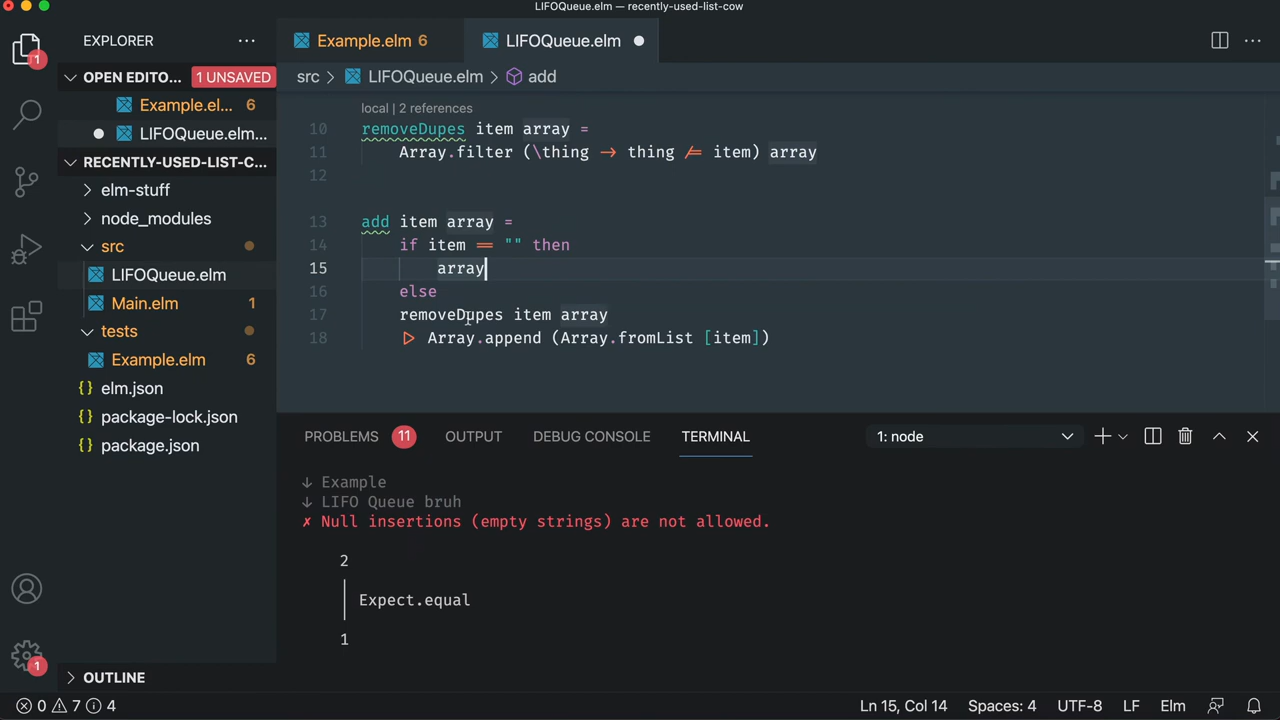 LIFOQueue.elm — recently-used-list-cow
EXPLORER
Example.elm 6
LIFOQueue.elm
1
OPEN EDITO... 1 UNSAVED
src > LIFOQueue.elm > add
Example.el... 6
LIFOQueue.elm...
RECENTLY-USED-LIST-C...
elm-stuff
node_modules
src
LIFOQueue.elm
Main.elm 1
tests
Example.elm 6
{} elm.json
{} package-lock.json
{} package.json
OUTLINE
1
local | 2 references
10 removeDupes item array =
11 Array.filter (\thing → thing ≠ item) array
12
13 add item array =
14 if item == "" then
15 array
16 else
17 removeDupes item array
18 ▷ Array.append (Array.fromList [item])
PROBLEMS 11 OUTPUT DEBUG CONSOLE TERMINAL 1: node
↓ Example
↓ LIFO Queue bruh
✗ Null insertions (empty strings) are not allowed.
2
Expect.equal
1
0 7 4 Ln 15, Col 14 Spaces: 4 UTF-8 LF Elm